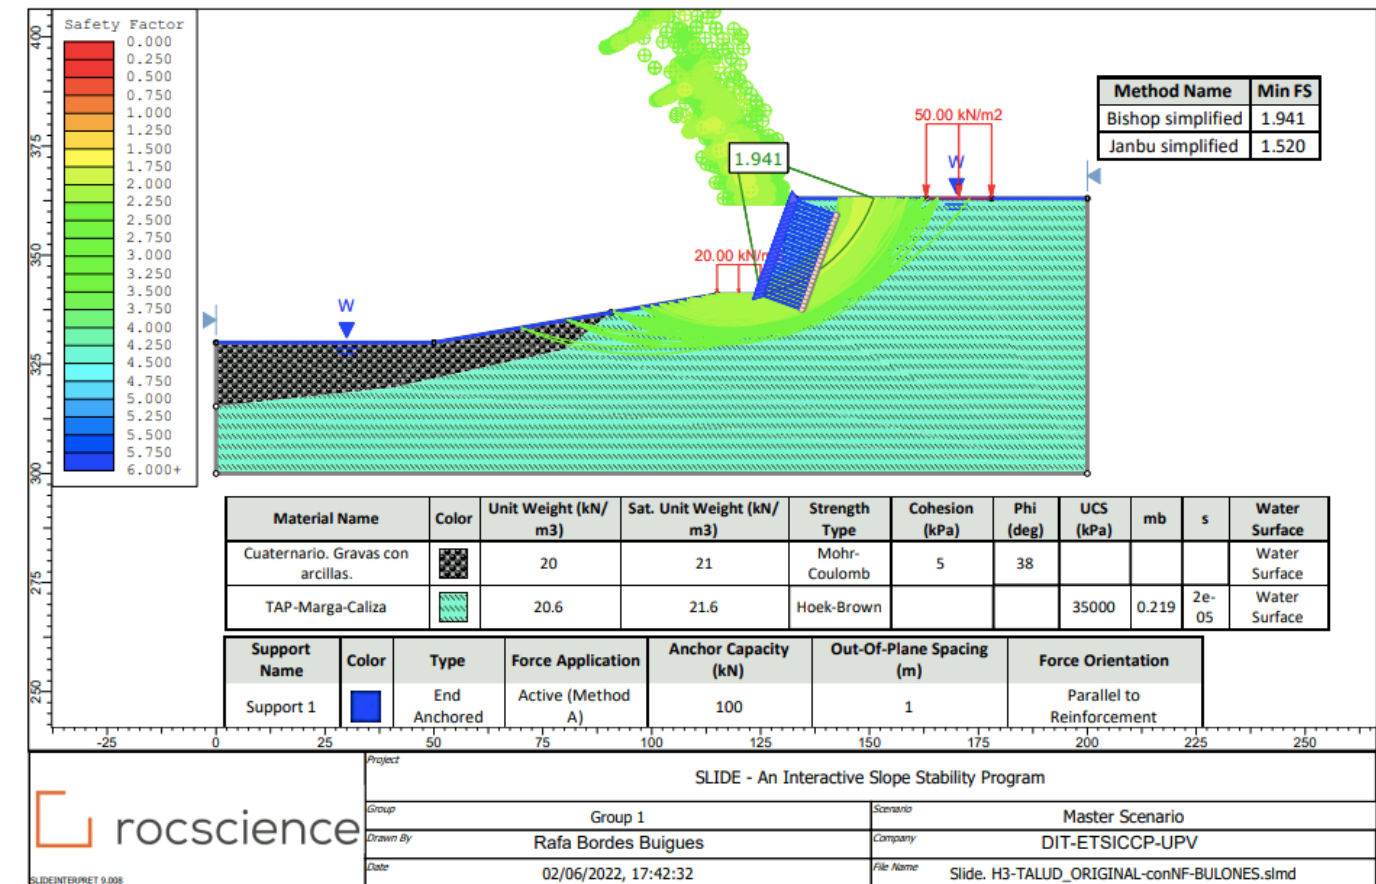 Safety Factor
0.000
0.250
0.500
0.750
1.000
1.250
1.500
1.750
2.000
2.250
2.500
2.750
3.000
3.250
3.500
3.750
4.000
4.250
4.500
4.750
5.000
5.250
5.500
5.750
6.000+
400
375
350
325
300
275
250
Method Name Min FS
Bishop simplified 1.941
Janbu simplified 1.520
50.00 kN/m2
W
1.941
20.00 kN/m
W
Material Name Color Unit Weight (kN/ m3) Sat. Unit Weight (kN/ m3) Strength Type Cohesion (kPa) Phi (deg) UCS (kPa) mb s Water Surface
Cuaternario. Gravas con arcillas. 20 21 Mohr-Coulomb 5 38 Water Surface
TAP-Marga-Caliza 20.6 21.6 Hoek-Brown 35000 0.219 2e-05 Water Surface
Support Name Color Type Force Application Anchor Capacity (kN) Out-Of-Plane Spacing (m) Force Orientation
Support 1 End Anchored Active (Method A) 100 1 Parallel to Reinforcement
-25 0 25 50 75 100 125 150 175 200 225 250
rocscience
SLIDEINTERPRET 9.008
Project
SLIDE - An Interactive Slope Stability Program
Group Group 1 Scenario Master Scenario
Drawn By Rafa Bordes Buigues Company DIT-ETSICCP-UPV
Date 02/06/2022, 17:42:32 File Name Slide. H3-TALUD_ORIGINAL-conNF-BULONES.slmd